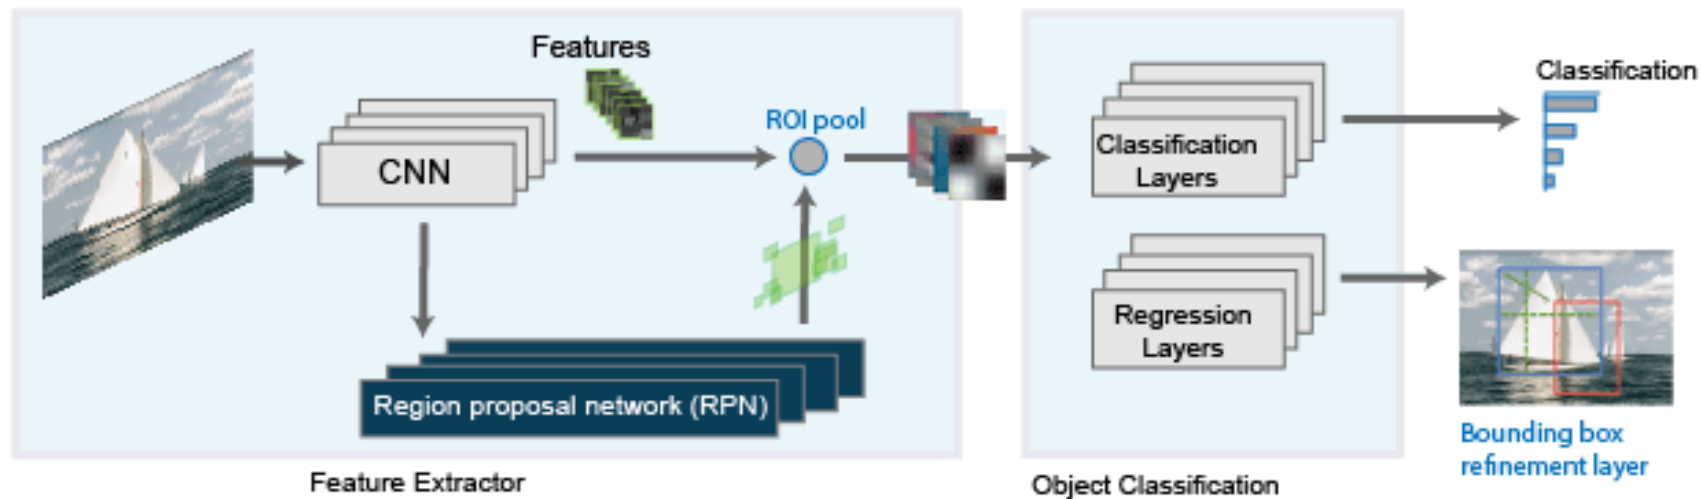 Features
ROI pool
CNN
Region proposal network (RPN)
Feature Extractor
Classification
Layers
Regression
Layers
Object Classification
Classification
Bounding box
refinement layer